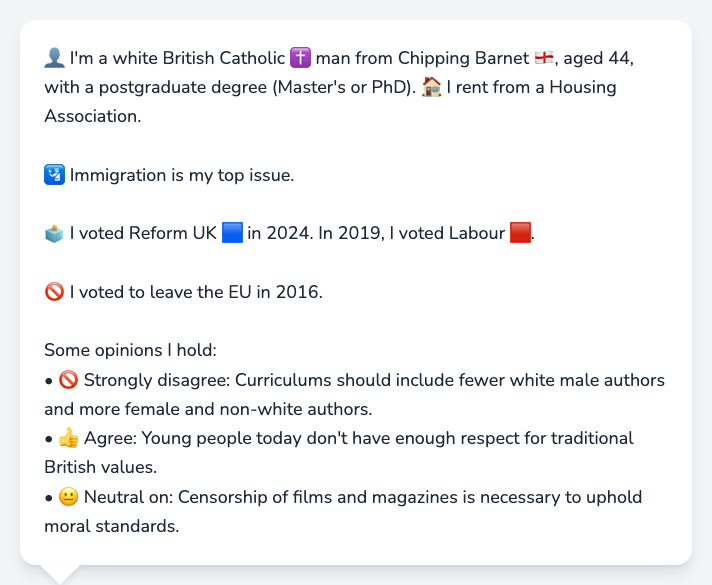 👤 I'm a white British Catholic ✝️ man from Chipping Barnet 🏴󠁧󠁢󠁥󠁮󠁧󠁿, aged 44,
with a postgraduate degree (Master's or PhD). 🏠 I rent from a Housing
Association.
🛂 Immigration is my top issue.
🗳️ I voted Reform UK 🟦 in 2024. In 2019, I voted Labour 🟥.
🚫 I voted to leave the EU in 2016.
Some opinions I hold:
• 🚫 Strongly disagree: Curriculums should include fewer white male authors
and more female and non-white authors.
• 👍 Agree: Young people today don't have enough respect for traditional
British values.
• 😐 Neutral on: Censorship of films and magazines is necessary to uphold
moral standards.